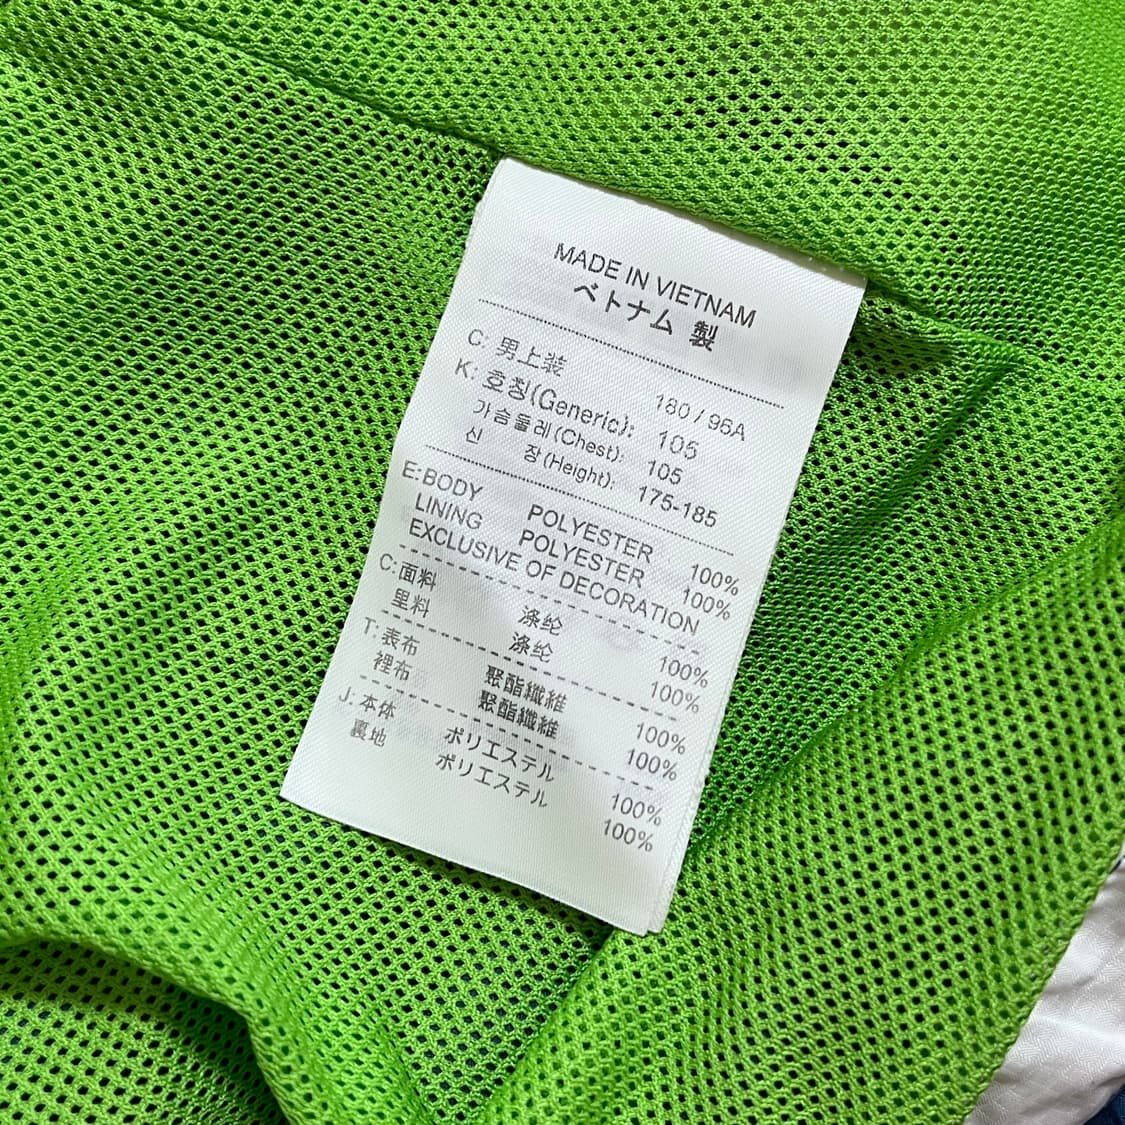 MADE IN VIETNAM
ベトナム 製
C: 男上装 180 / 96A
K: 호칭(Generic): 105
가슴둘레(Chest): 105
신 장(Height): 175-185
E: BODY POLYESTER 100%
LINING POLYESTER 100%
EXCLUSIVE OF DECORATION
C: 面料 涤纶 100%
里料 涤纶 100%
T: 表布 聚酯纖維 100%
裡布 聚酯纖維 100%
J: 本体 ポリエステル 100%
裏地 ポリエステル 100%